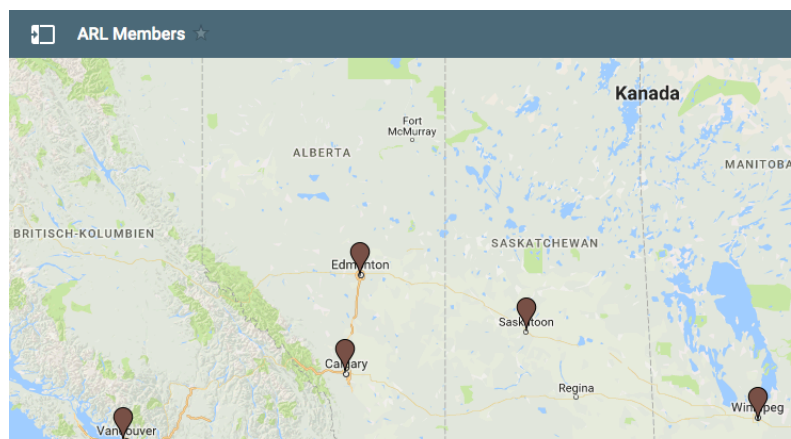 ARL Members
Kanada
Fort
McMurray
ALBERTA
MANITOBA
BRITISCH-KOLUMBIEN
SASKATCHEWAN
Edmonton
Saskatoon
Calgary
Regina
Winnipeg
Vancouver